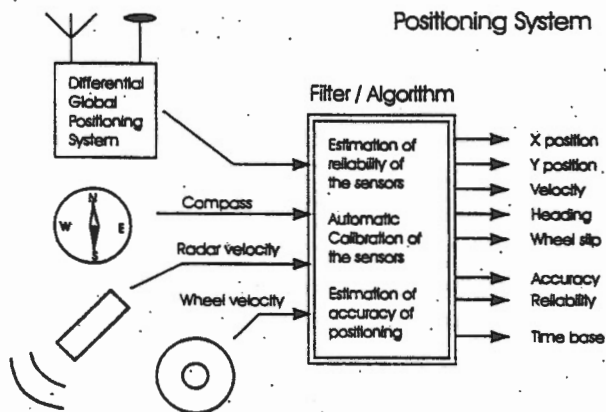 Positioning System
Differential
Global
Positioning
System
Filter / Algorithm
Estimation of
reliability of
the sensors
Automatic
Calibration of
the sensors
Estimation of
accuracy of
positioning
N
W
E
S
Compass
Radar velocity
Wheel velocity
X position
Y position
Velocity
Heading
Wheel slip
Accuracy
Reliability
Time base